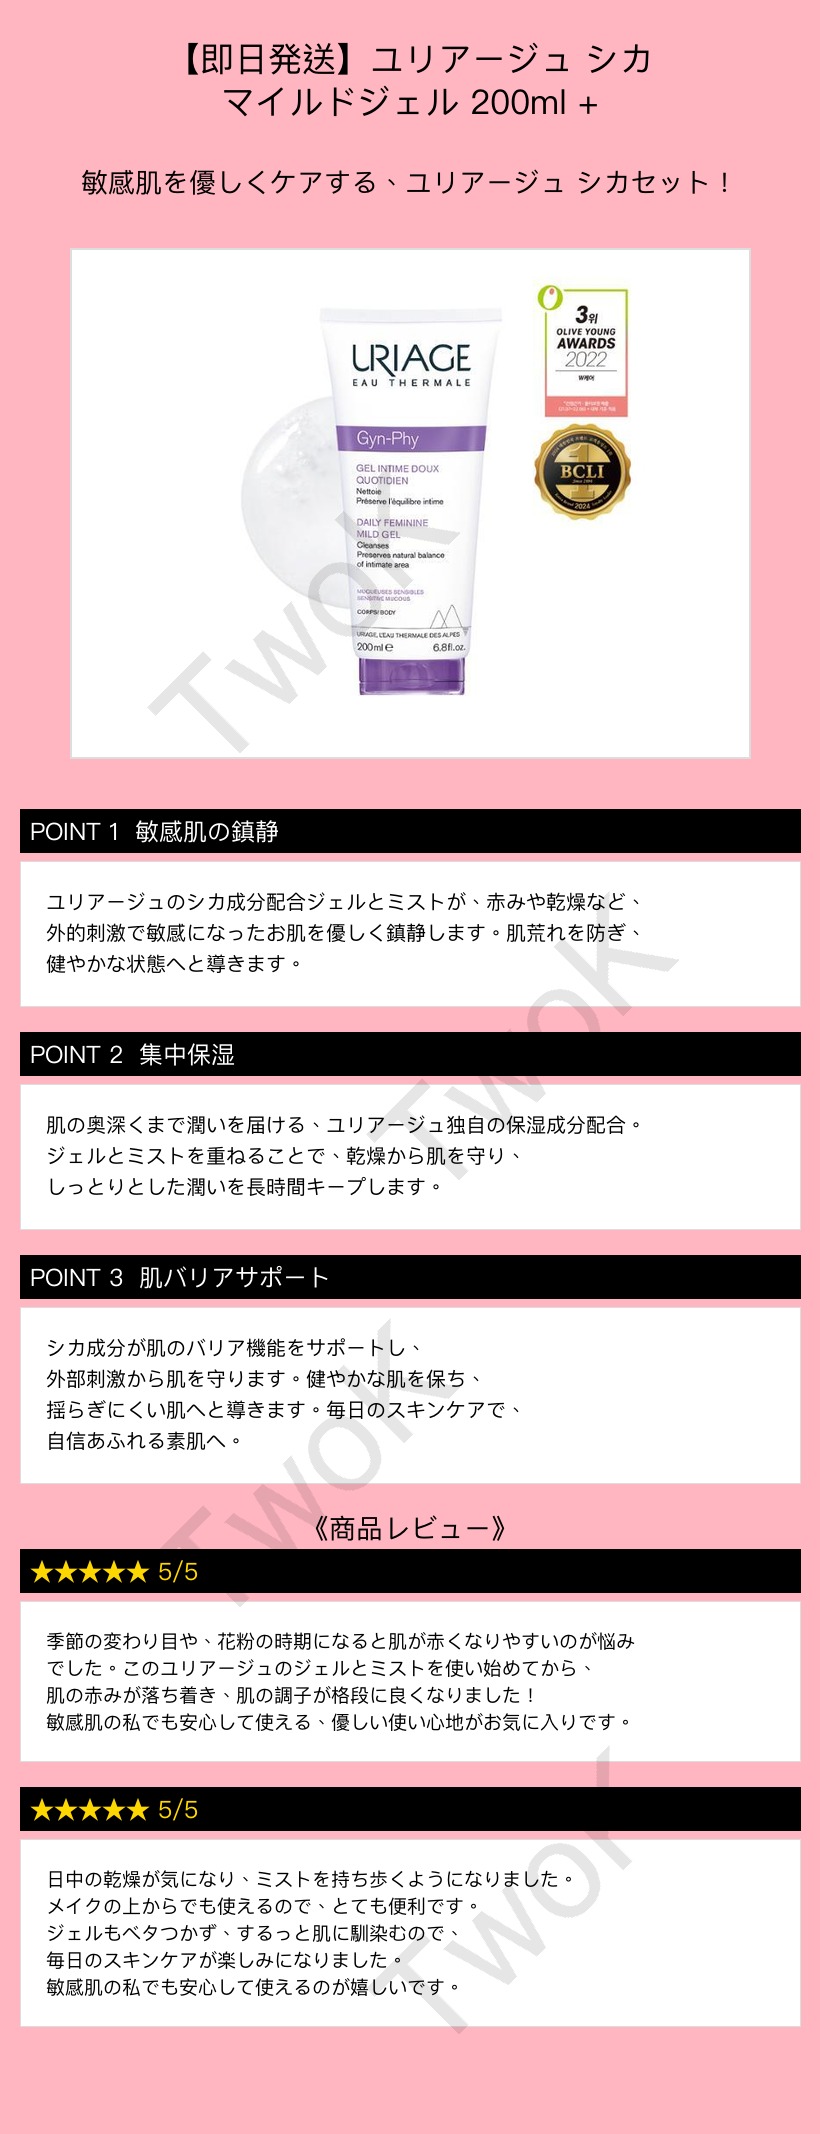 【即日発送】ユリアージュ シカ
マイルドジェル 200ml +
敏感肌を優しくケアする、ユリアージュ シカセット！
URIAGE
EAU THERMALE
Gyn-Phy
GEL INTIME DOUX
QUOTIDIEN
Nettoie
Préserve l'équilibre intime
DAILY FEMININE
MILD GEL
Cleanses
Preserves natural balance
of intimate area
MUQUEUSES SENSIBLES
SENSITIVE MUCOUS
CORPS/ BODY
URIAGE, L'EAU THERMALE DES ALPES
200ml e 6.8fl.oz.
3위
OLIVE YOUNG
AWARDS
2022
W케어
1
BCLI
Since 1999
2024
TwoK
POINT 1 敏感肌の鎮静
ユリアージュのシカ成分配合ジェルとミストが、赤みや乾燥など、
外的刺激で敏感になったお肌を優しく鎮静します。肌荒れを防ぎ、
健やかな状態へと導きます。
TwoK
POINT 2 集中保湿
肌の奥深くまで潤いを届ける、ユリアージュ独自の保湿成分配合。
ジェルとミストを重ねることで、乾燥から肌を守り、
しっとりとした潤いを長時間キープします。
POINT 3 肌バリアサポート
シカ成分が肌のバリア機能をサポートし、
外部刺激から肌を守ります。健やかな肌を保ち、
揺らぎにくい肌へと導きます。毎日のスキンケアで、
自信あふれる素肌へ。
TwoK
《商品レビュー》
★★★★★ 5/5
季節の変わり目や、花粉の時期になると肌が赤くなりやすいのが悩み
でした。このユリアージュのジェルとミストを使い始めてから、
肌の赤みが落ち着き、肌の調子が格段に良くなりました！
敏感肌の私でも安心して使える、優しい使い心地がお気に入りです。
★★★★★ 5/5
日中の乾燥が気になり、ミストを持ち歩くようになりました。
メイクの上からでも使えるので、とても便利です。
ジェルもベタつかず、するっと肌に馴染むので、
毎日のスキンケアが楽しみになりました。
敏感肌の私でも安心して使えるのが嬉しいです。
TwoK